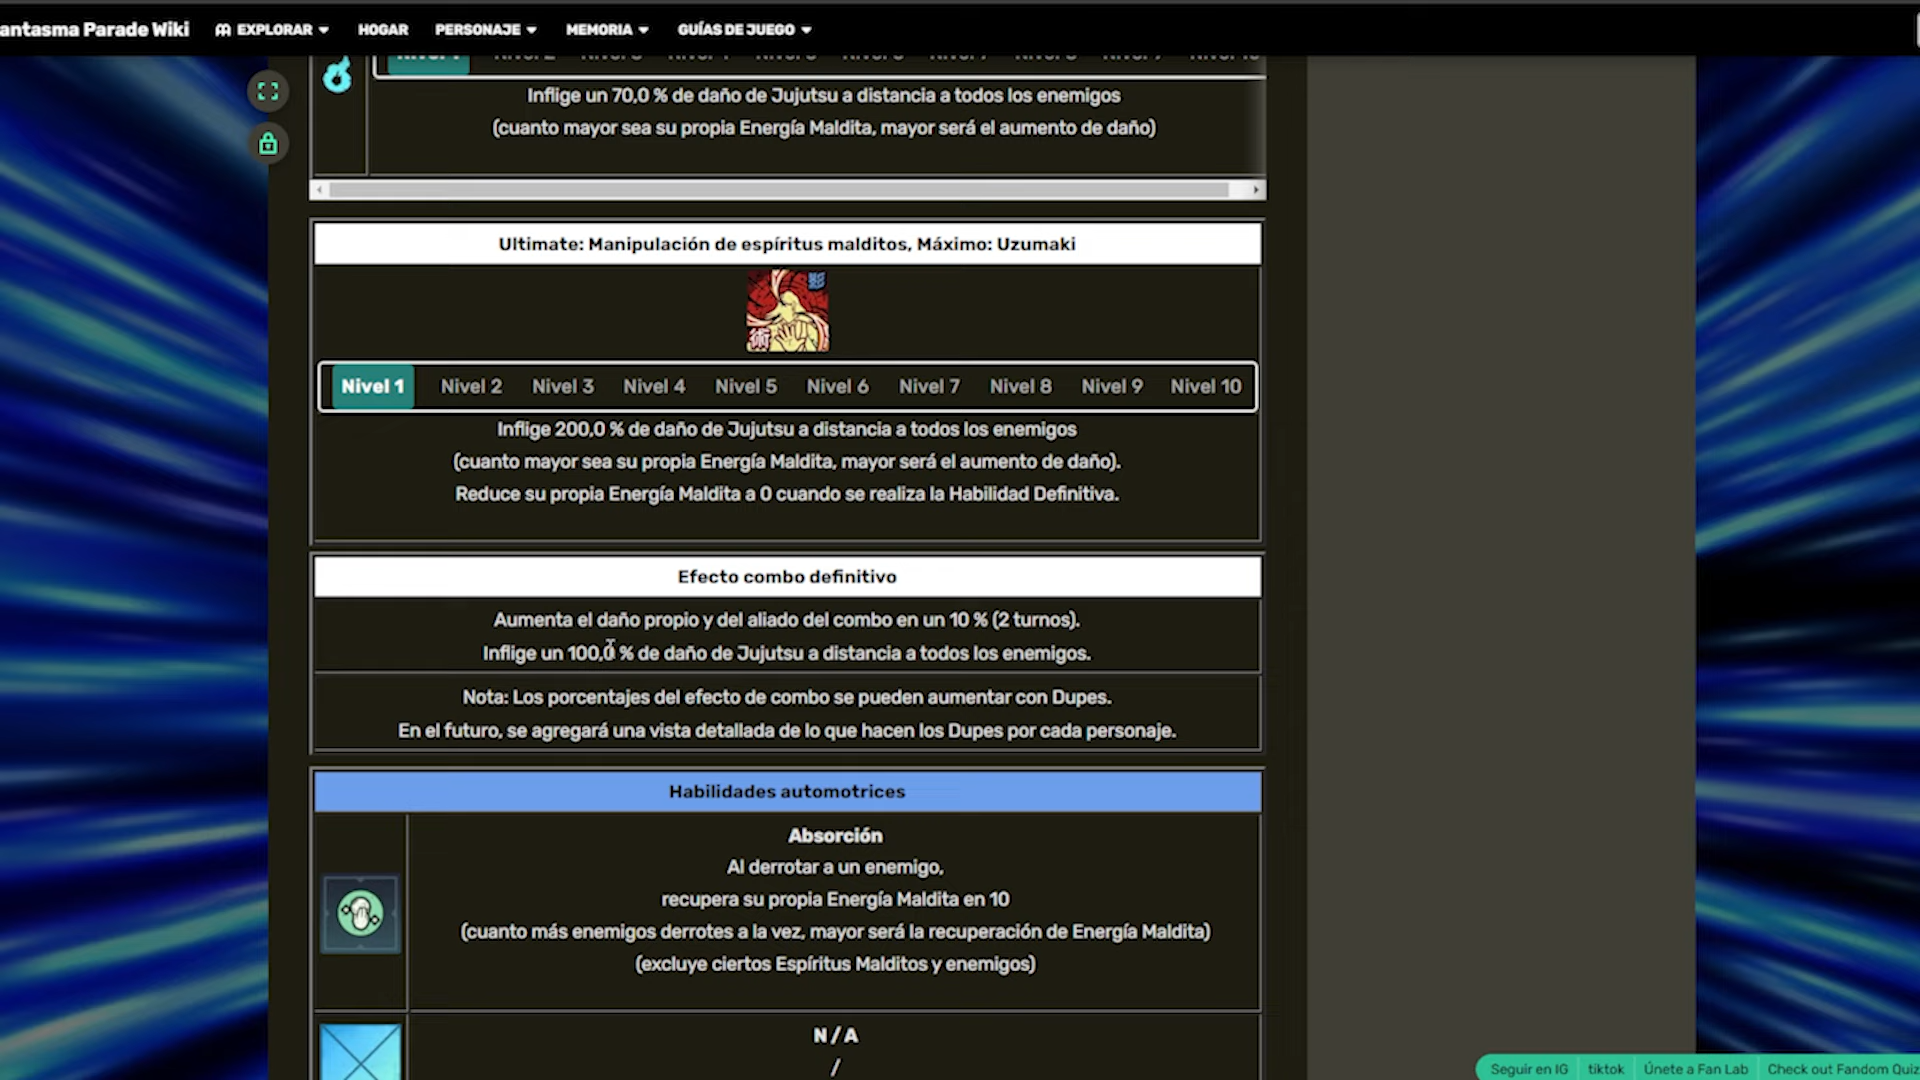 antasma Parade Wiki EXPLORAR HOGAR PERSONAJE MEMORIA GUÍAS DE JUEGO
Inflige un 70,0 % de daño de Jujutsu a distancia a todos los enemigos
(cuanto mayor sea su propia Energía Maldita, mayor será el aumento de daño)
Ultimate: Manipulación de espíritus malditos, Máximo: Uzumaki
術
Nivel 1 Nivel 2 Nivel 3 Nivel 4 Nivel 5 Nivel 6 Nivel 7 Nivel 8 Nivel 9 Nivel 10
Inflige 200,0 % de daño de Jujutsu a distancia a todos los enemigos
(cuanto mayor sea su propia Energía Maldita, mayor será el aumento de daño).
Reduce su propia Energía Maldita a 0 cuando se realiza la Habilidad Definitiva.
Efecto combo definitivo
Aumenta el daño propio y del aliado del combo en un 10 % (2 turnos).
Inflige un 100,0 % de daño de Jujutsu a distancia a todos los enemigos.
Nota: Los porcentajes del efecto de combo se pueden aumentar con Dupes.
En el futuro, se agregará una vista detallada de lo que hacen los Dupes por cada personaje.
Habilidades automotrices
Absorción
Al derrotar a un enemigo,
recupera su propia Energía Maldita en 10
(cuanto más enemigos derrotes a la vez, mayor será la recuperación de Energía Maldita)
(excluye ciertos Espíritus Malditos y enemigos)
N / A
/
Seguir en IG tiktok Únete a Fan Lab Check out Fandom Quiz